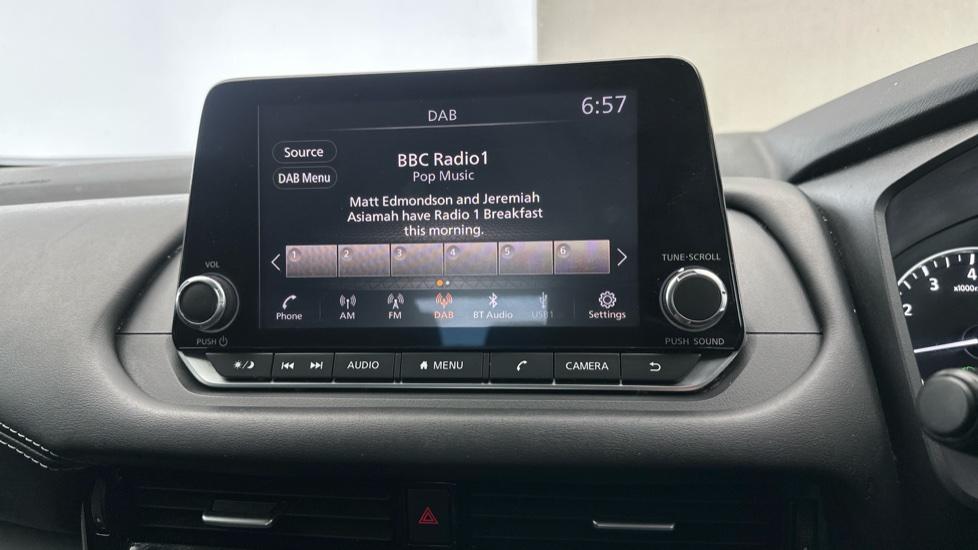 DAB
6:57
Source
DAB Menu
BBC Radio1
Pop Music
Matt Edmondson and Jeremiah
Asiamah have Radio 1 Breakfast
this morning.
1 2 3 4 5 6
Phone AM FM DAB BT Audio USB1 Settings
VOL
PUSH
TUNE·SCROLL
PUSH SOUND
AUDIO MENU CAMERA
2 3 4
x1000r